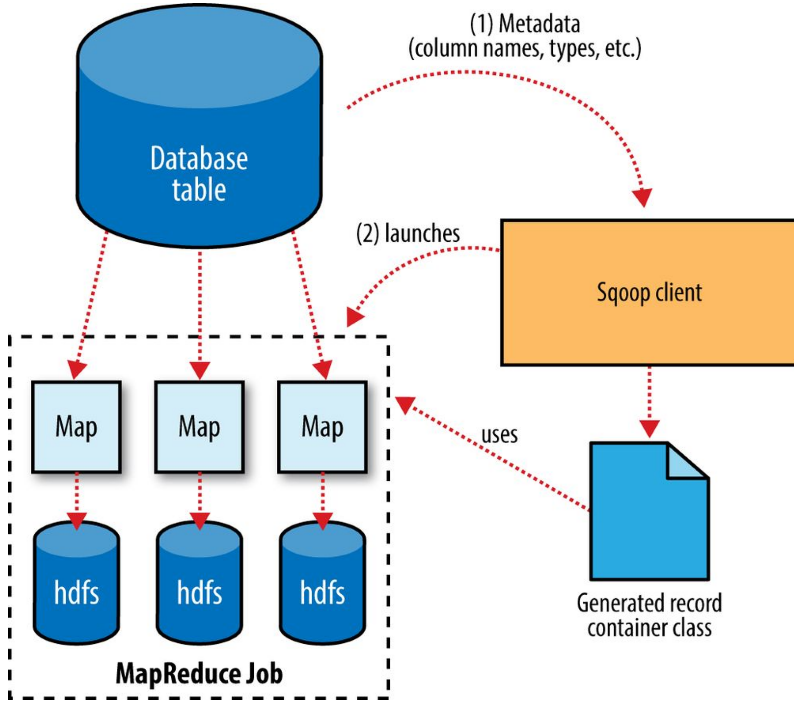 (1) Metadata
(column names, types, etc.)
Database
table
(2) launches
Sqoop client
Map
Map
Map
uses
hdfs
hdfs
hdfs
Generated record
container class
MapReduce Job